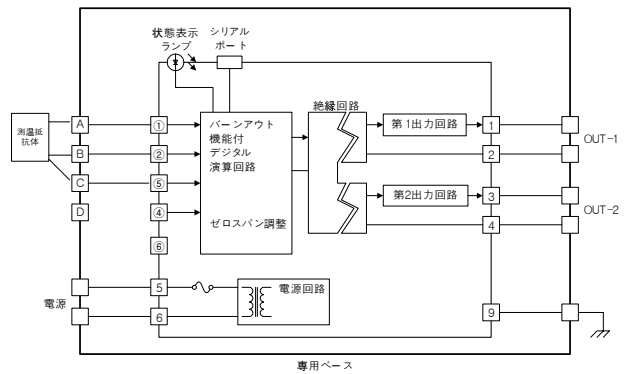 状態表示
ランプ
シリアル
ポート
測温抵
抗体
A
B
C
D
①
②
⑤
④
⑥
バーンアウト
機能付
デジタル
演算回路
ゼロスパン調整
絶縁回路
第1出力回路
第2出力回路
1
2
3
4
OUT-1
OUT-2
電源
5
6
電源回路
9
専用ベース